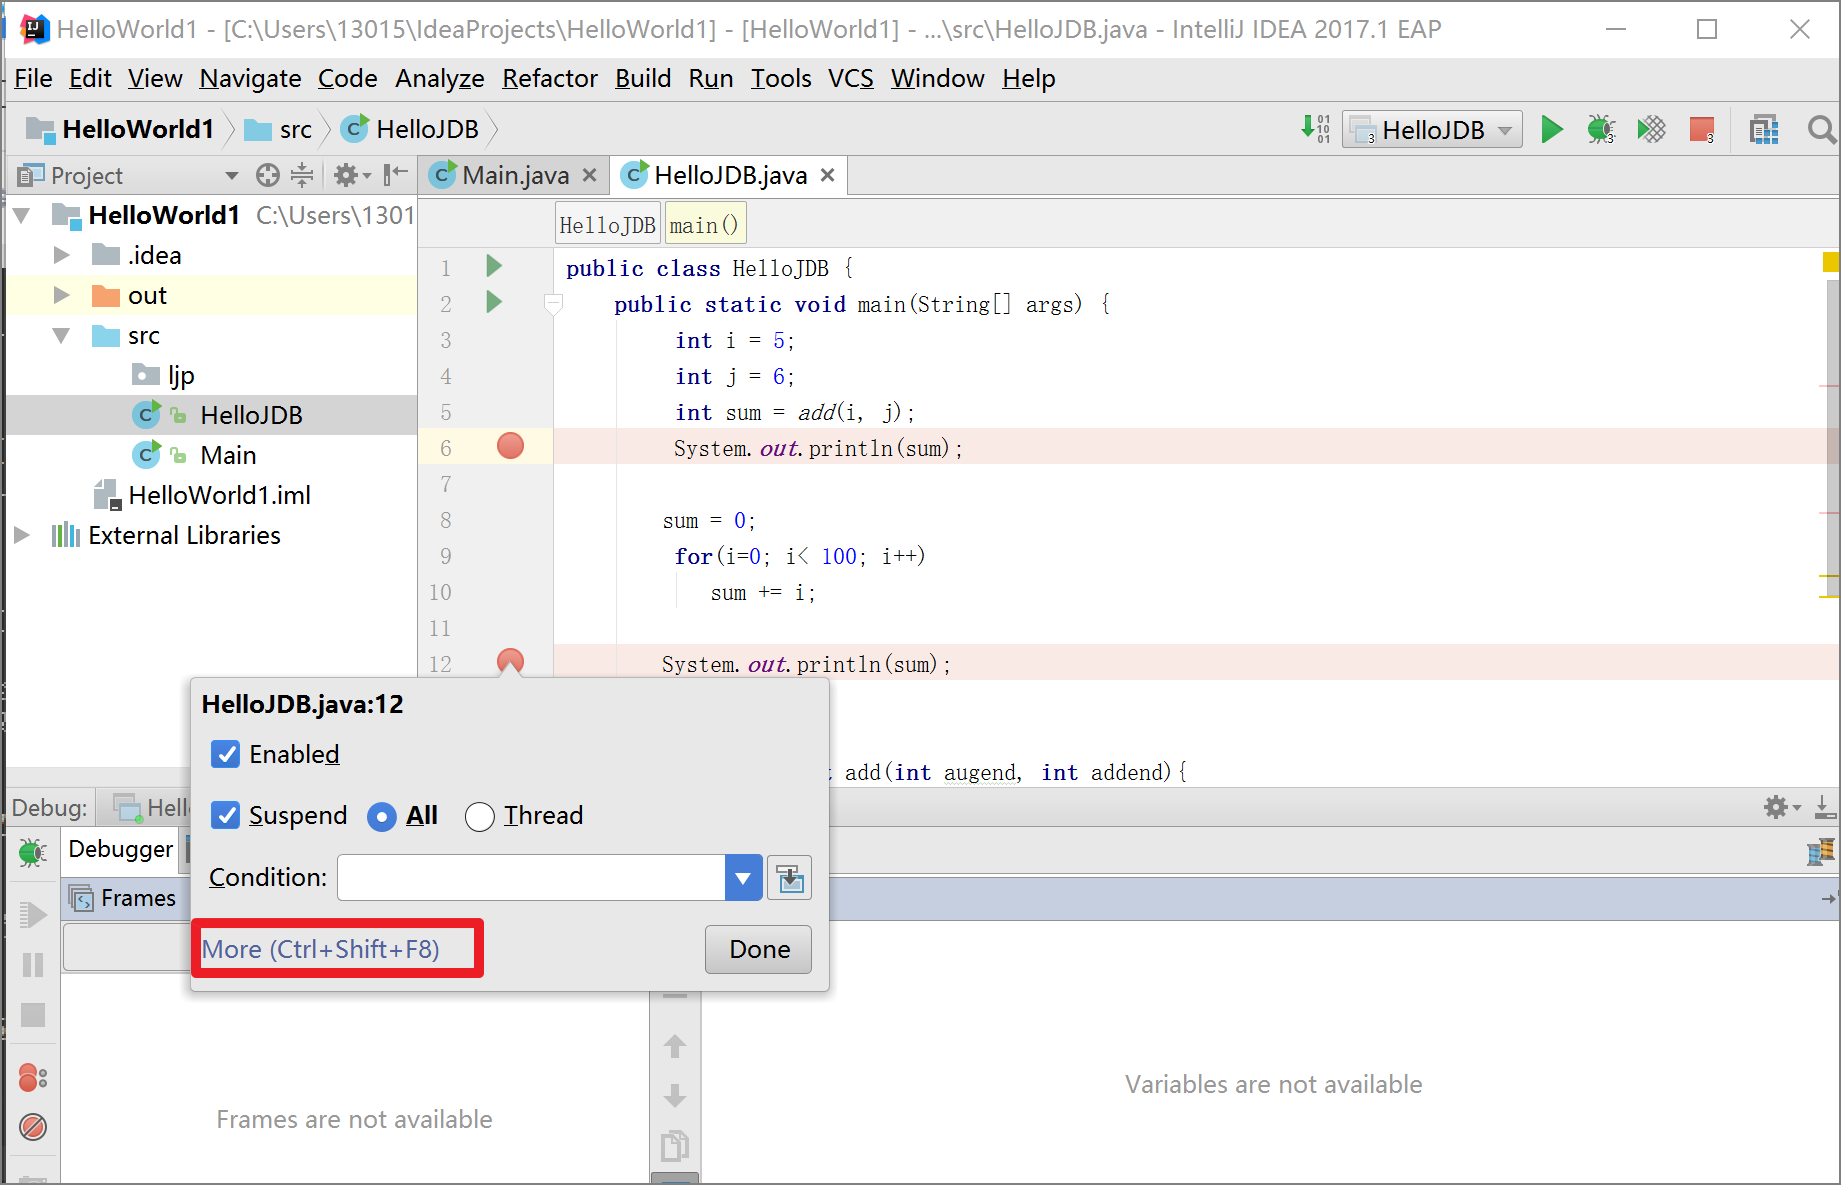 HelloWorld1 - [C:\Users\13015\IdeaProjects\HelloWorld1] - [HelloWorld1] - ...\src\HelloJDB.java - IntelliJ IDEA 2017.1 EAP
File Edit View Navigate Code Analyze Refactor Build Run Tools VCS Window Help
HelloWorld1 src HelloJDB HelloJDB
Project Main.java HelloJDB.java
HelloWorld1 C:\Users\1301
.idea
out
src
ljp
HelloJDB
Main
HelloWorld1.iml
External Libraries
HelloJDB main()
1 public class HelloJDB {
2 public static void main(String[] args) {
3 int i = 5;
4 int j = 6;
5 int sum = add(i, j);
6 System.out.println(sum);
7
8 sum = 0;
9 for(i=0; i< 100; i++)
10 sum += i;
11
12 System.out.println(sum);
add(int augend, int addend){
HelloJDB.java:12
Enabled
Suspend All Thread
Condition:
More (Ctrl+Shift+F8) Done
Debug: Hell
Debugger
Frames
Frames are not available
Variables are not available